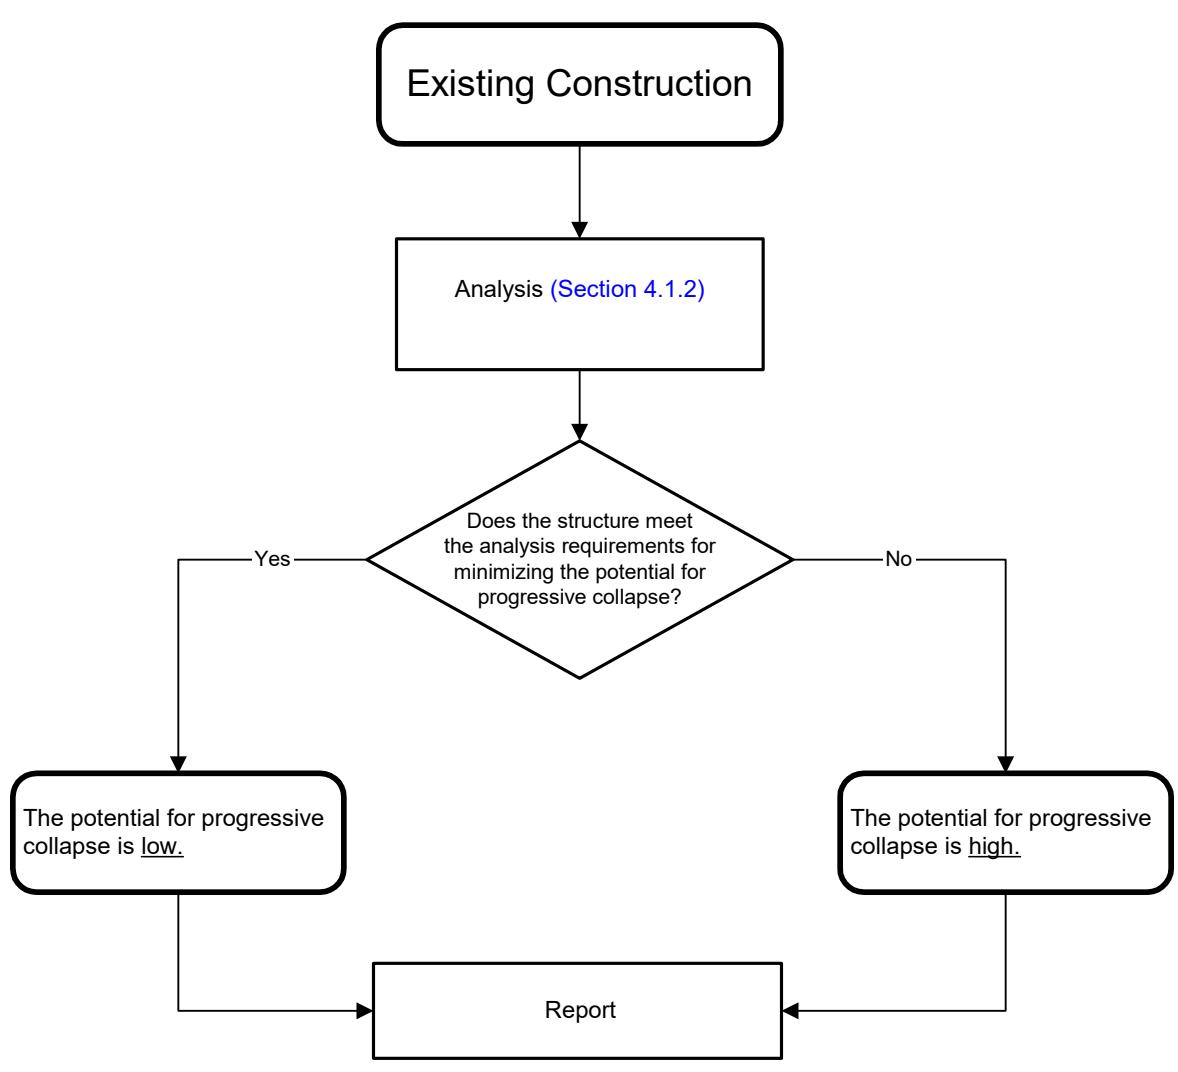 Existing Construction
Analysis (Section 4.1.2)
Does the structure meet
the analysis requirements for
minimizing the potential for
progressive collapse?
Yes
No
The potential for progressive
collapse is low.
The potential for progressive
collapse is high.
Report